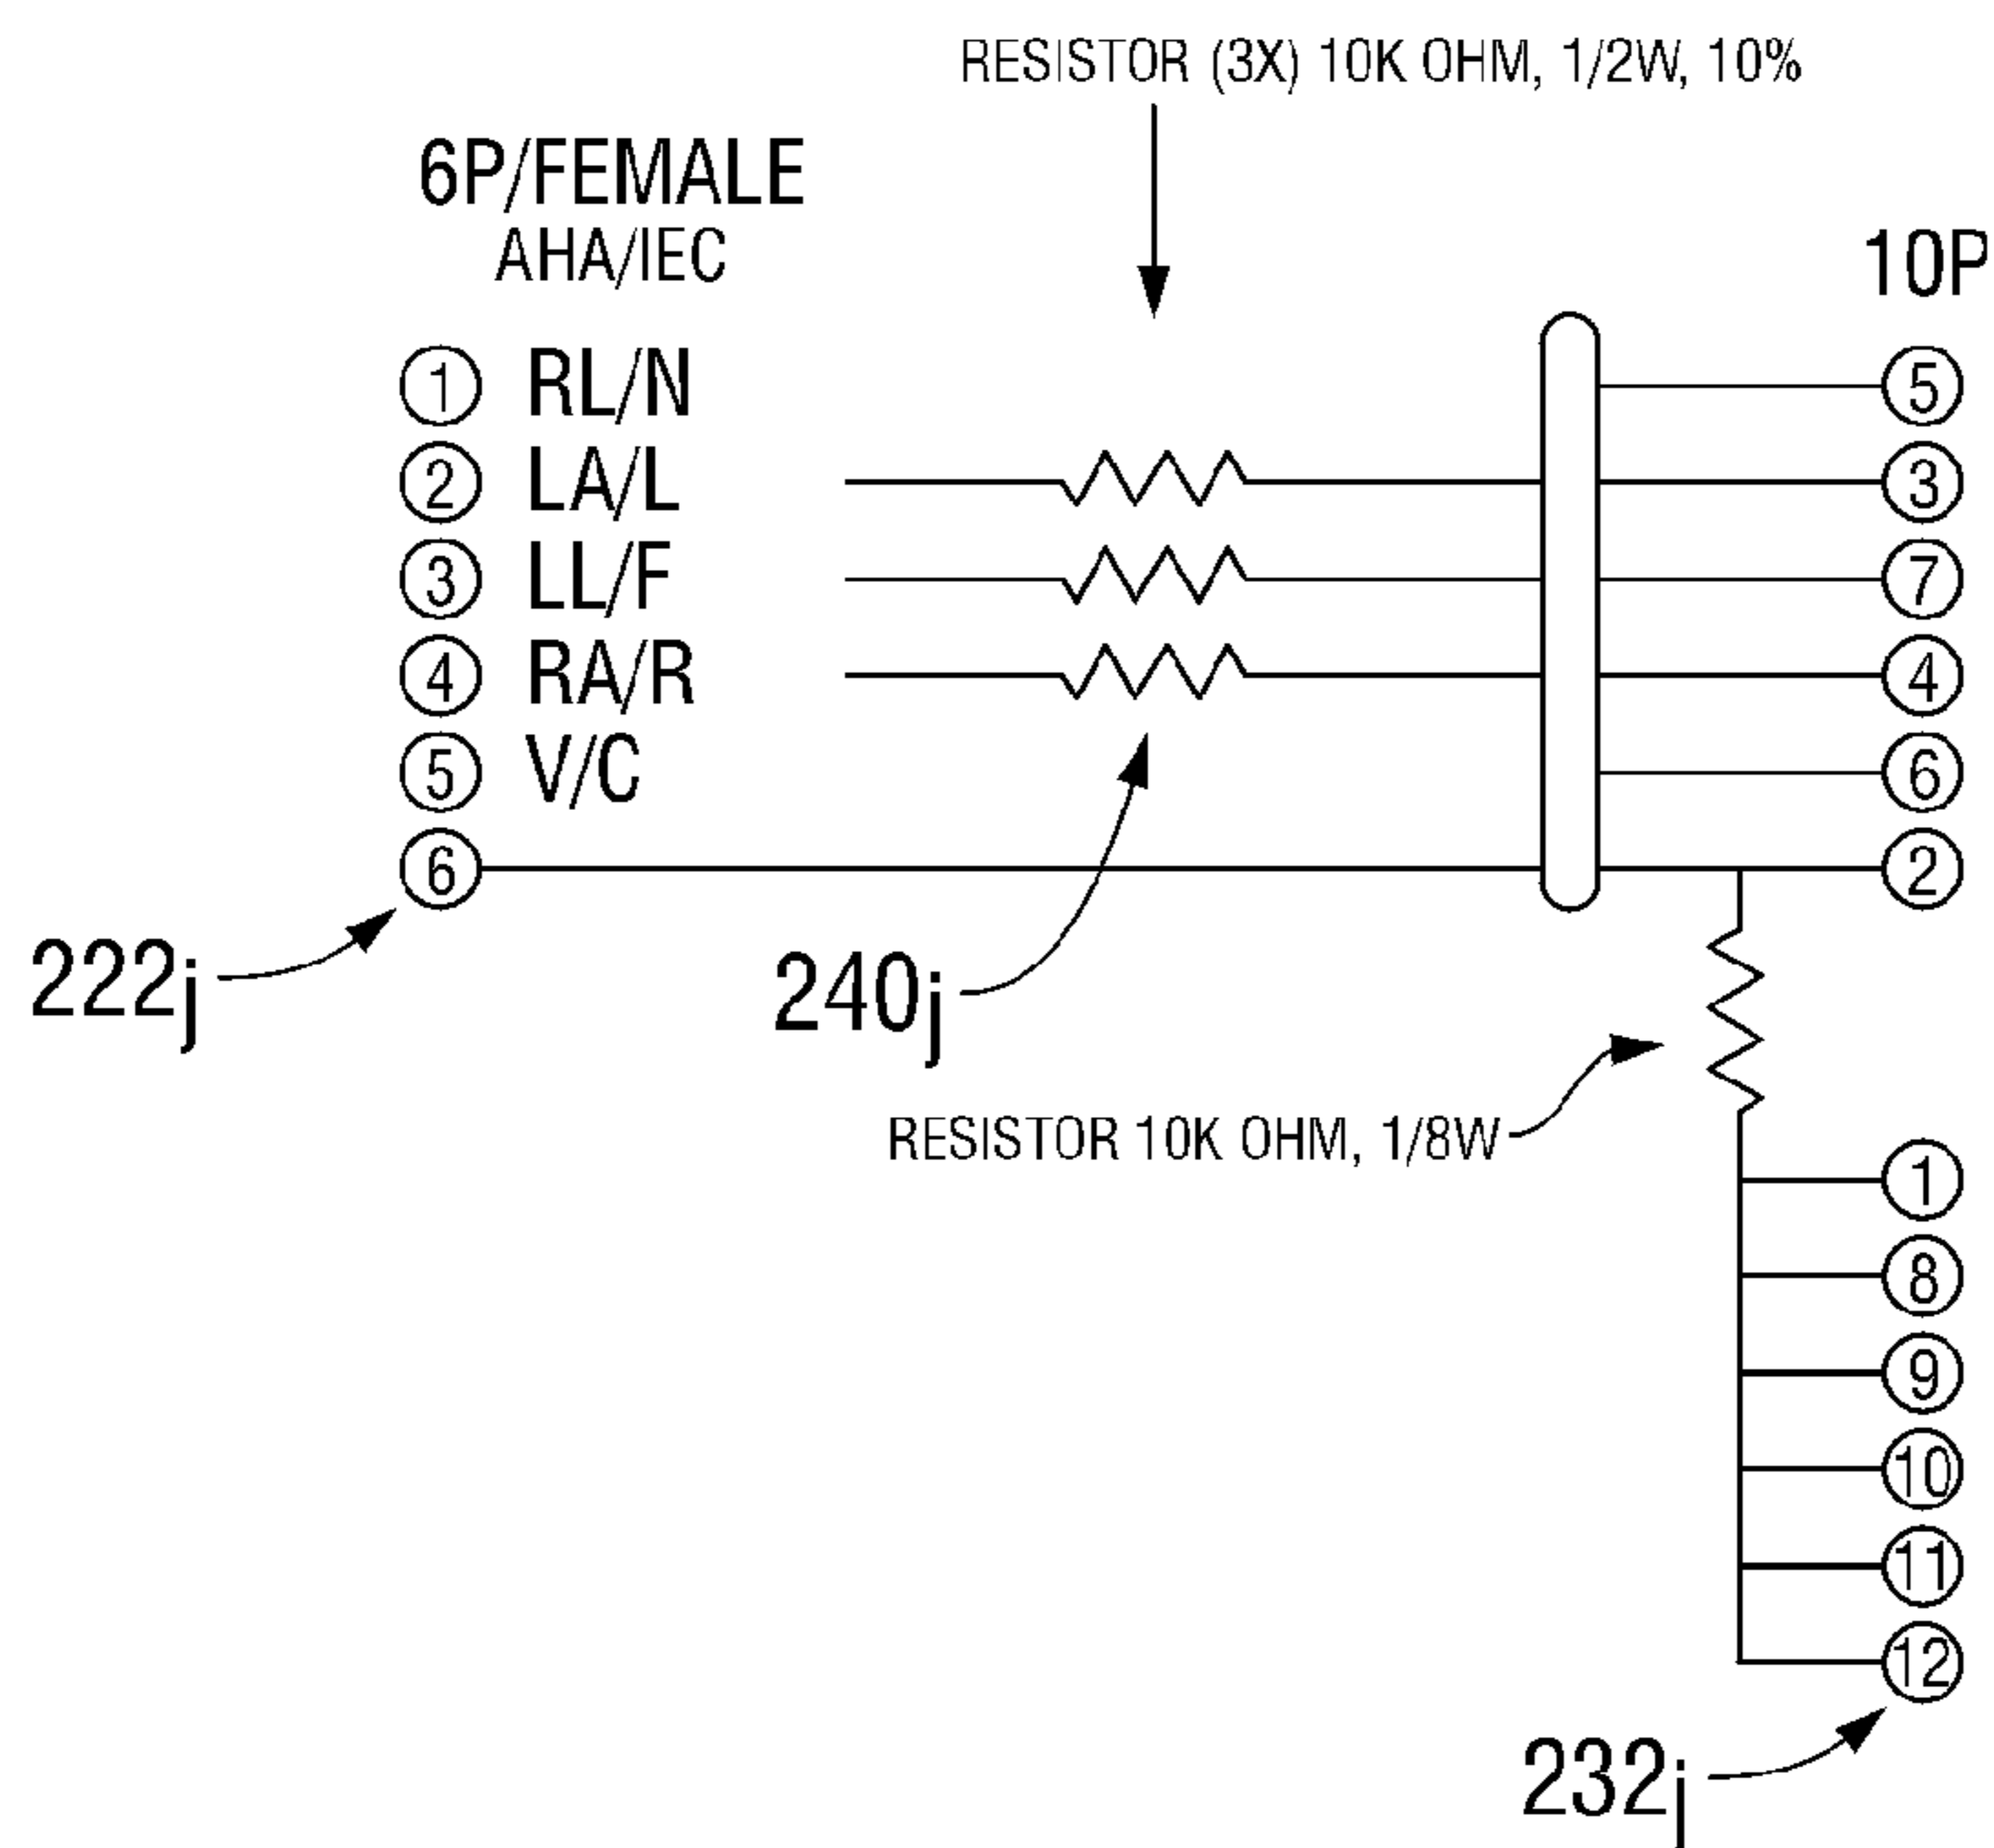 RESISTOR (3X) 10K OHM, 1/2W, 10%
6P/FEMALE
AHA/IEC
10P
1 RL/N 5
2 LA/L 3
3 LL/F 7
4 RA/R 4
5 V/C 6
6 2
222j
240j
RESISTOR 10K OHM, 1/8W
1
8
9
10
11
12
232j